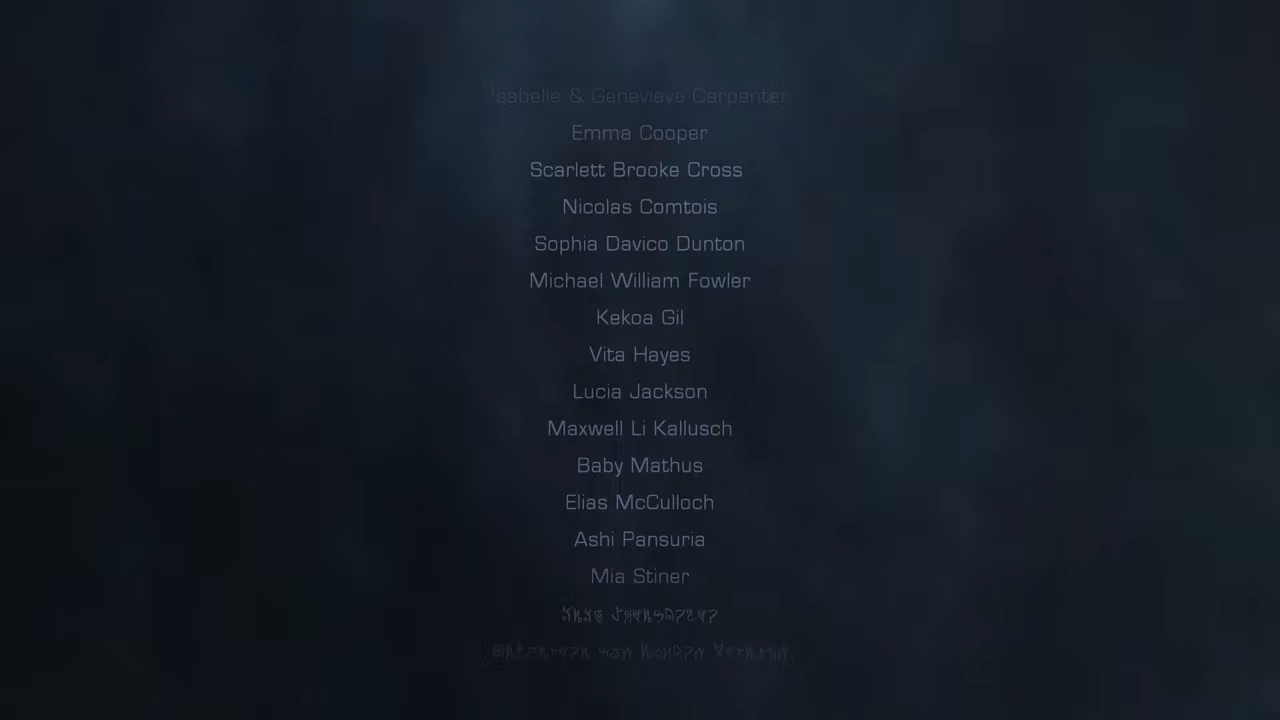 Isabelle & Genevieve Carpenter
Emma Cooper
Scarlett Brooke Cross
Nicolas Comtois
Sophia Davico Dunton
Michael William Fowler
Kekoa Gil
Vita Hayes
Lucia Jackson
Maxwell Li Kallusch
Baby Mathus
Elias McCulloch
Ashi Pansuria
Mia Stiner